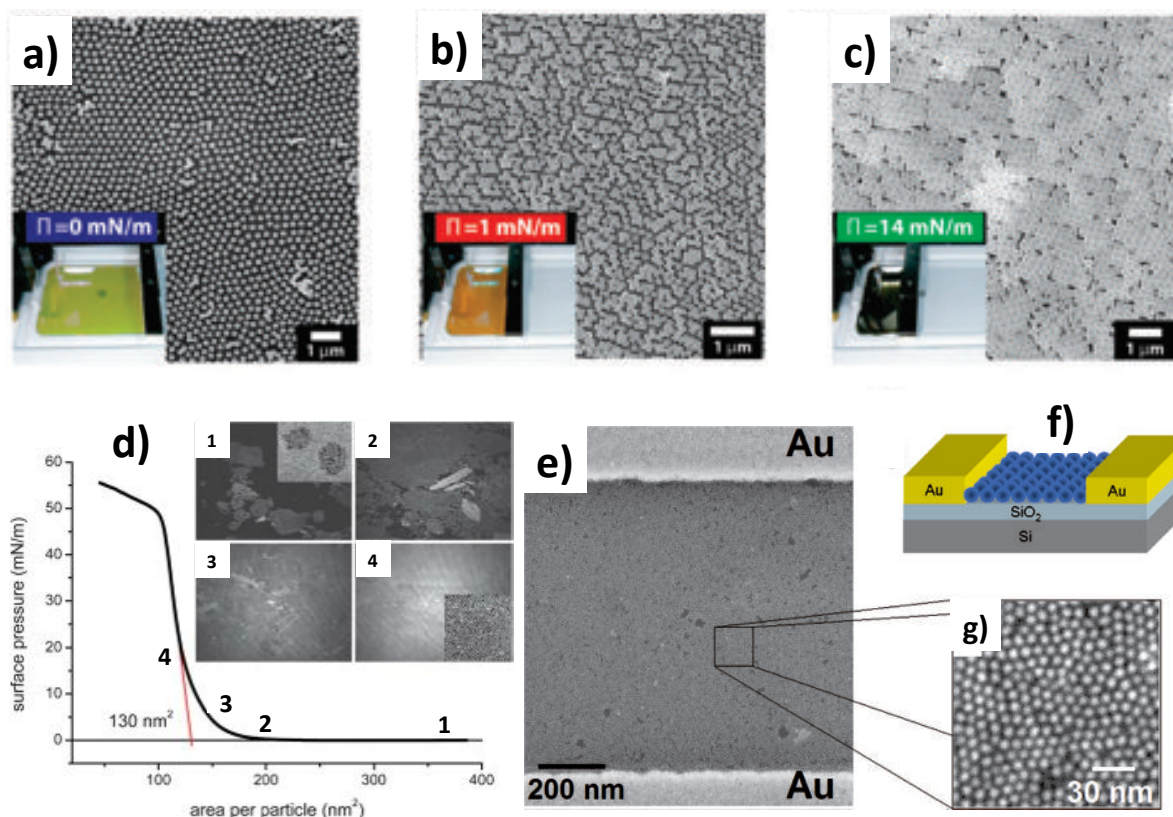 a)
Π=0 mN/m
1 μm
b)
Π=1 mN/m
1 μm
c)
Π=14 mN/m
1 μm
d)
surface pressure (mN/m)
60
50
40
30
20
10
0
1
2
3
4
4
3
2
1
130 nm²
100
200
300
400
area per particle (nm²)
e)
Au
200 nm
Au
f)
Au
Au
SiO₂
Si
g)
30 nm